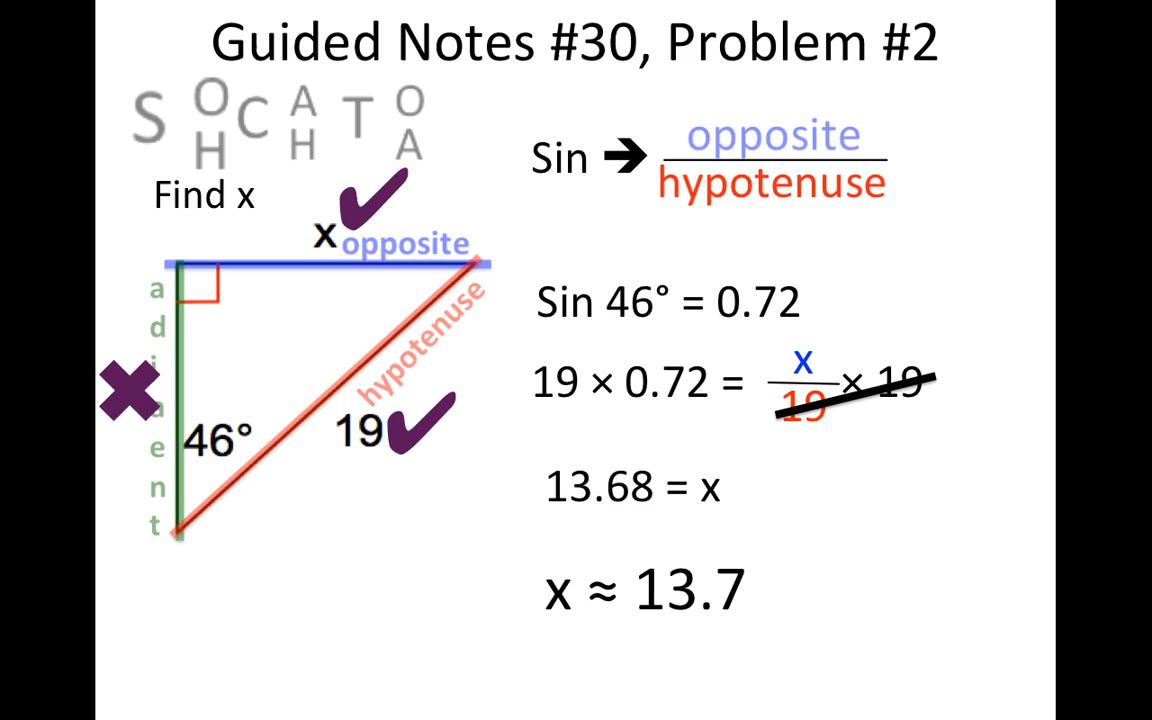 Guided Notes #30, Problem #2
S O H C A H T O A
Sin ➔ opposite
hypotenuse
Find x
x opposite
hypotenuse
19
46°
Sin 46° = 0.72
19 × 0.72 = x/19 × 19
13.68 = x
x ≈ 13.7